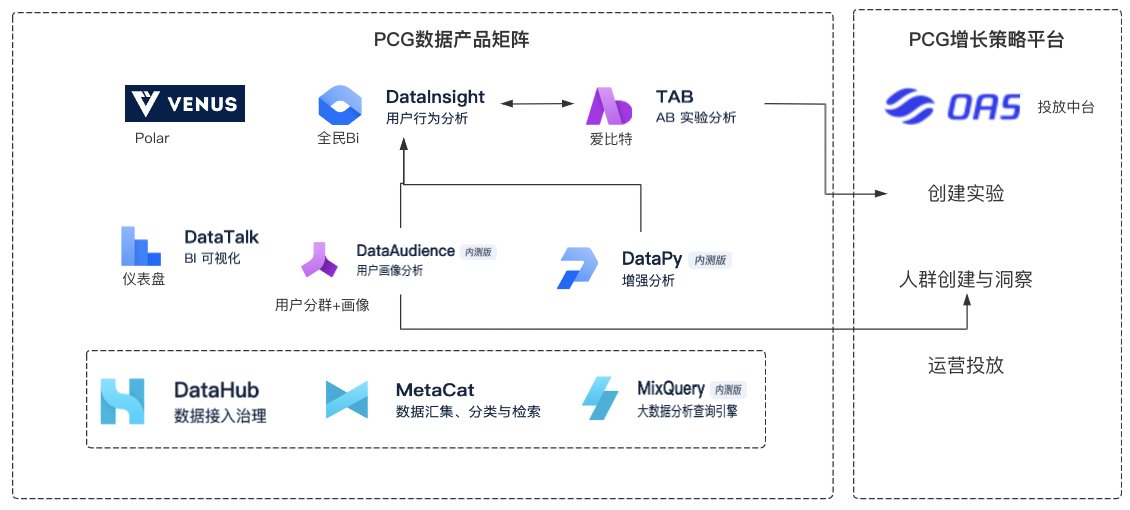 PCG数据产品矩阵
PCG增长策略平台
VENUS
Polar
全民Bi
DataInsight
用户行为分析
爱比特
TAB
AB 实验分析
OAS
投放中台
创建实验
仪表盘
DataTalk
BI 可视化
DataAudience 内测版
用户画像分析
用户分群+画像
DataPy 内测版
增强分析
人群创建与洞察
运营投放
DataHub
数据接入治理
MetaCat
数据汇集、分类与检索
MixQuery 内测版
大数据分析查询引擎